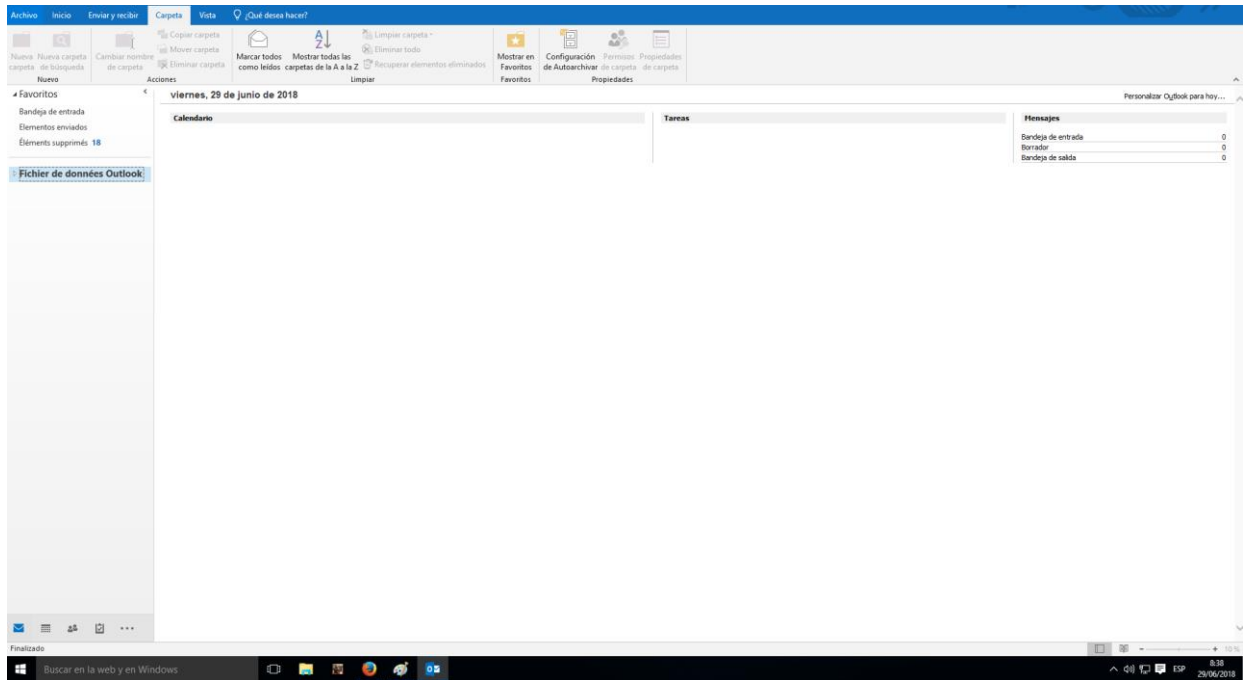 Archivo Inicio Enviar y recibir Carpeta Vista ¿Qué desea hacer?
Nueva carpeta
Nueva carpeta de búsqueda
Nuevo
Cambiar nombre de carpeta
Copiar carpeta
Mover carpeta
Eliminar carpeta
Acciones
Marcar todos como leídos
Mostrar todas las carpetas de la A a la Z
Limpiar carpeta
Eliminar todo
Recuperar elementos eliminados
Limpiar
Mostrar en Favoritos
Favoritos
Configuración de Autoarchivar
Permisos de carpeta
Propiedades de carpeta
Propiedades
Favoritos
Bandeja de entrada
Elementos enviados
Éléments supprimés 18
Fichier de données Outlook
viernes, 29 de junio de 2018
Personalizar Outlook para hoy...
Calendario
Tareas
Mensajes
Bandeja de entrada 0
Borrador 0
Bandeja de salida 0
Finalizado
10 %
Buscar en la web y en Windows
ESP
8:38
29/06/2018